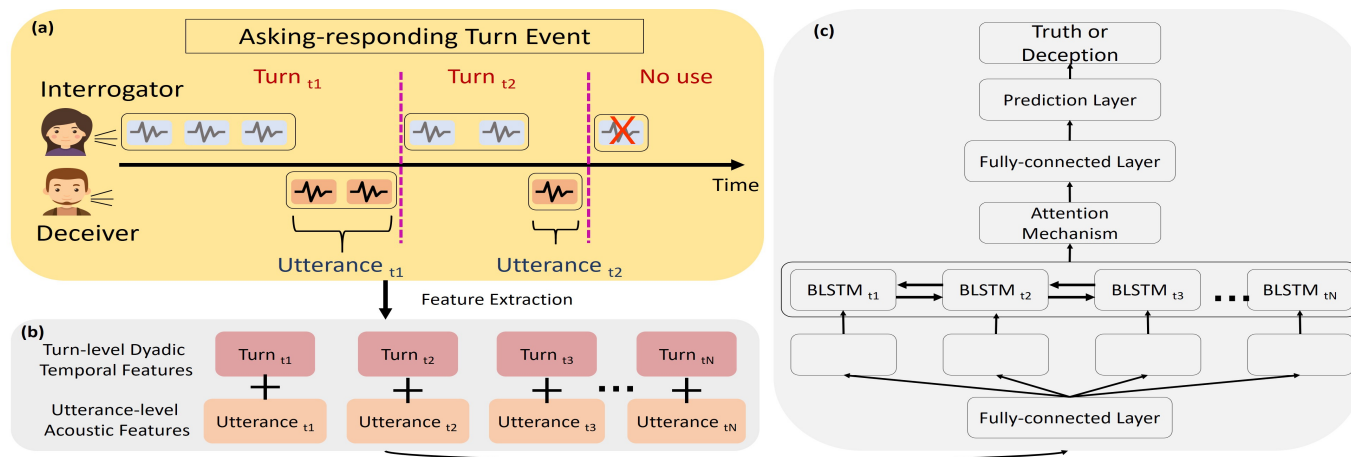 (a)
Asking-responding Turn Event
Turn t1
Turn t2
No use
Interrogator
Time
Deceiver
Utterance t1
Utterance t2
Feature Extraction
(b)
Turn-level Dyadic
Temporal Features
Turn t1
Turn t2
Turn t3
Turn tN
Utterance-level
Acoustic Features
Utterance t1
Utterance t2
Utterance t3
Utterance tN
(c)
Truth or
Deception
Prediction Layer
Fully-connected Layer
Attention
Mechanism
BLSTM t1
BLSTM t2
BLSTM t3
BLSTM tN
Fully-connected Layer